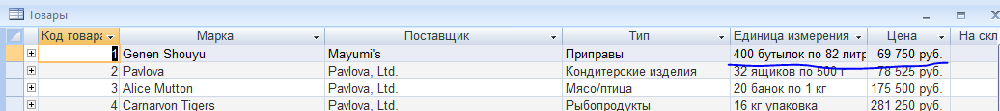 Товары
Код товара Марка Поставщик Тип Единица измерения Цена На скл
1 Genen Shouyu Mayumi's Приправы 400 бутылок по 82 литр 69 750 руб.
2 Pavlova Pavlova, Ltd. Кондитерские изделия 32 ящиков по 500 г 78 525 руб.
3 Alice Mutton Pavlova, Ltd. Мясо/птица 20 банок по 1 кг 175 500 руб.
4 Carnarvon Tigers Pavlova, Ltd. Рыбопродукты 16 кг упаковка 281 250 руб.